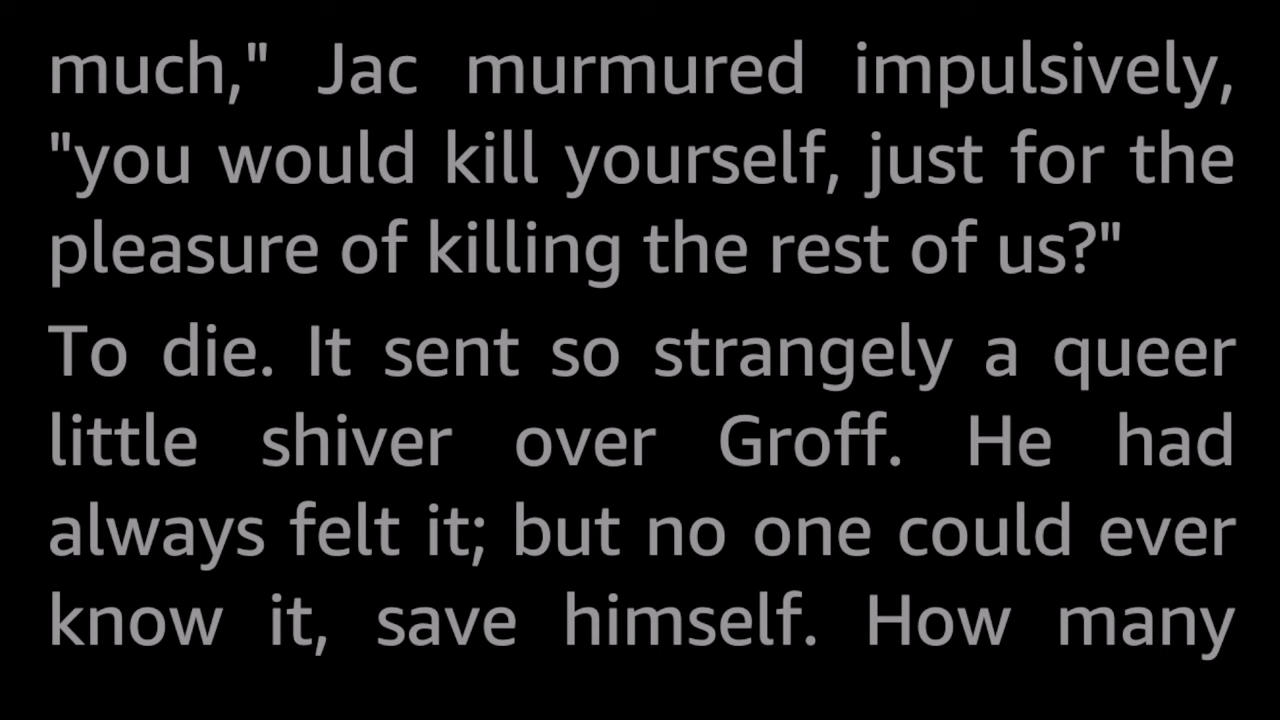 much," Jac murmured impulsively,
"you would kill yourself, just for the
pleasure of killing the rest of us?"
To die. It sent so strangely a queer
little shiver over Groff. He had
always felt it; but no one could ever
know it, save himself. How many